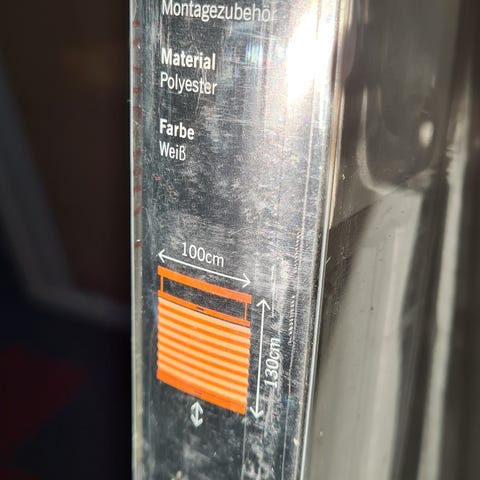 Montagezubehör
Material
Polyester
Farbe
Weiß
100cm
130cm